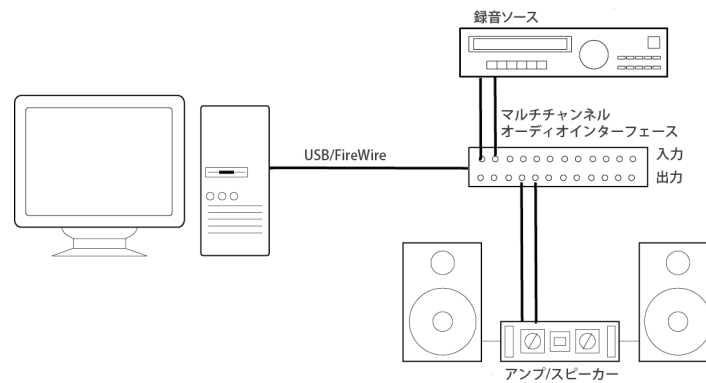 録音ソース
マルチチャンネル
オーディオインターフェース
USB/FireWire
入力
出力
アンプ/スピーカー